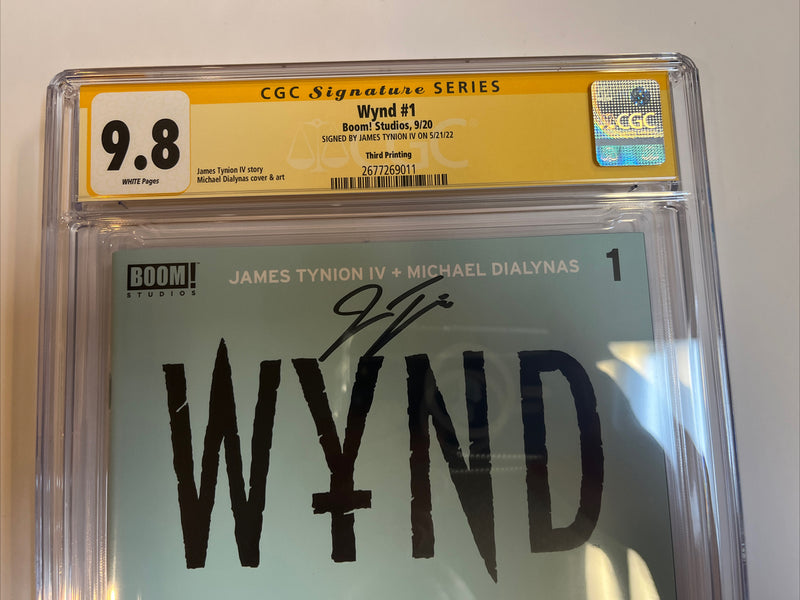 CGC Signature SERIES
Wynd #1
Boom! Studios, 9/20
SIGNED BY JAMES TYNION IV ON 5/21/22
Third Printing
2677269011
9.8
WHITE Pages
James Tynion IV story
Michael Dialynas cover & art
CGC
CGC
BOOM!
STUDIOS
JAMES TYNION IV + MICHAEL DIALYNAS
1
WYND